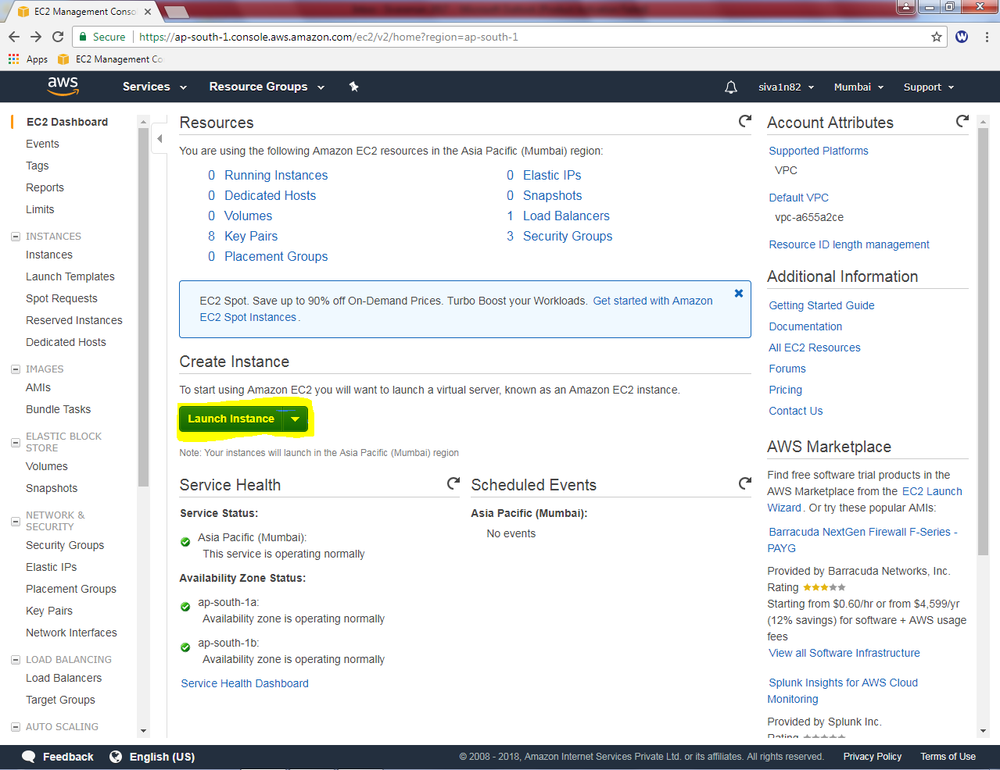 EC2 Management Conso
Secure https://ap-south-1.console.aws.amazon.com/ec2/v2/home?region=ap-south-1
Apps EC2 Management Co
aws Services Resource Groups siva1n82 Mumbai Support
EC2 Dashboard
Events
Tags
Reports
Limits
INSTANCES
Instances
Launch Templates
Spot Requests
Reserved Instances
Dedicated Hosts
IMAGES
AMIs
Bundle Tasks
ELASTIC BLOCK
STORE
Volumes
Snapshots
NETWORK &
SECURITY
Security Groups
Elastic IPs
Placement Groups
Key Pairs
Network Interfaces
LOAD BALANCING
Load Balancers
Target Groups
AUTO SCALING
Resources
You are using the following Amazon EC2 resources in the Asia Pacific (Mumbai) region:
0 Running Instances
0 Dedicated Hosts
0 Volumes
8 Key Pairs
0 Placement Groups
0 Elastic IPs
0 Snapshots
1 Load Balancers
3 Security Groups
EC2 Spot. Save up to 90% off On-Demand Prices. Turbo Boost your Workloads. Get started with Amazon
EC2 Spot Instances.
Create Instance
To start using Amazon EC2 you will want to launch a virtual server, known as an Amazon EC2 instance.
Launch Instance
Note: Your instances will launch in the Asia Pacific (Mumbai) region
Service Health
Service Status:
Asia Pacific (Mumbai):
This service is operating normally
Availability Zone Status:
ap-south-1a:
Availability zone is operating normally
ap-south-1b:
Availability zone is operating normally
Service Health Dashboard
Scheduled Events
Asia Pacific (Mumbai):
No events
Account Attributes
Supported Platforms
VPC
Default VPC
vpc-a655a2ce
Resource ID length management
Additional Information
Getting Started Guide
Documentation
All EC2 Resources
Forums
Pricing
Contact Us
AWS Marketplace
Find free software trial products in the
AWS Marketplace from the EC2 Launch
Wizard. Or try these popular AMIs:
Barracuda NextGen Firewall F-Series -
PAYG
Provided by Barracuda Networks, Inc.
Rating
Starting from $0.60/hr or from $4,599/yr
(12% savings) for software + AWS usage
fees
View all Software Infrastructure
Splunk Insights for AWS Cloud
Monitoring
Provided by Splunk Inc.
Rating
Feedback English (US) © 2008 - 2018, Amazon Internet Services Private Ltd. or its affiliates. All rights reserved. Privacy Policy Terms of Use